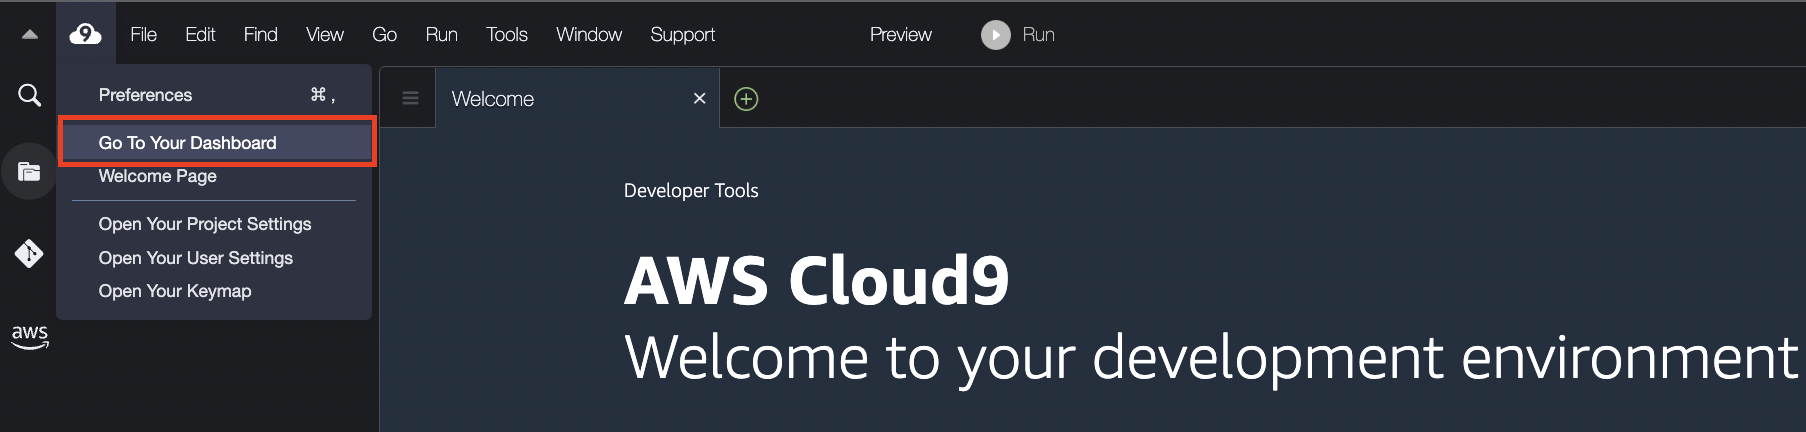 9 File Edit Find View Go Run Tools Window Support Preview Run
Preferences ⌘ ,
Go To Your Dashboard
Welcome Page
Open Your Project Settings
Open Your User Settings
Open Your Keymap
aws
Welcome
Developer Tools
AWS Cloud9
Welcome to your development environment